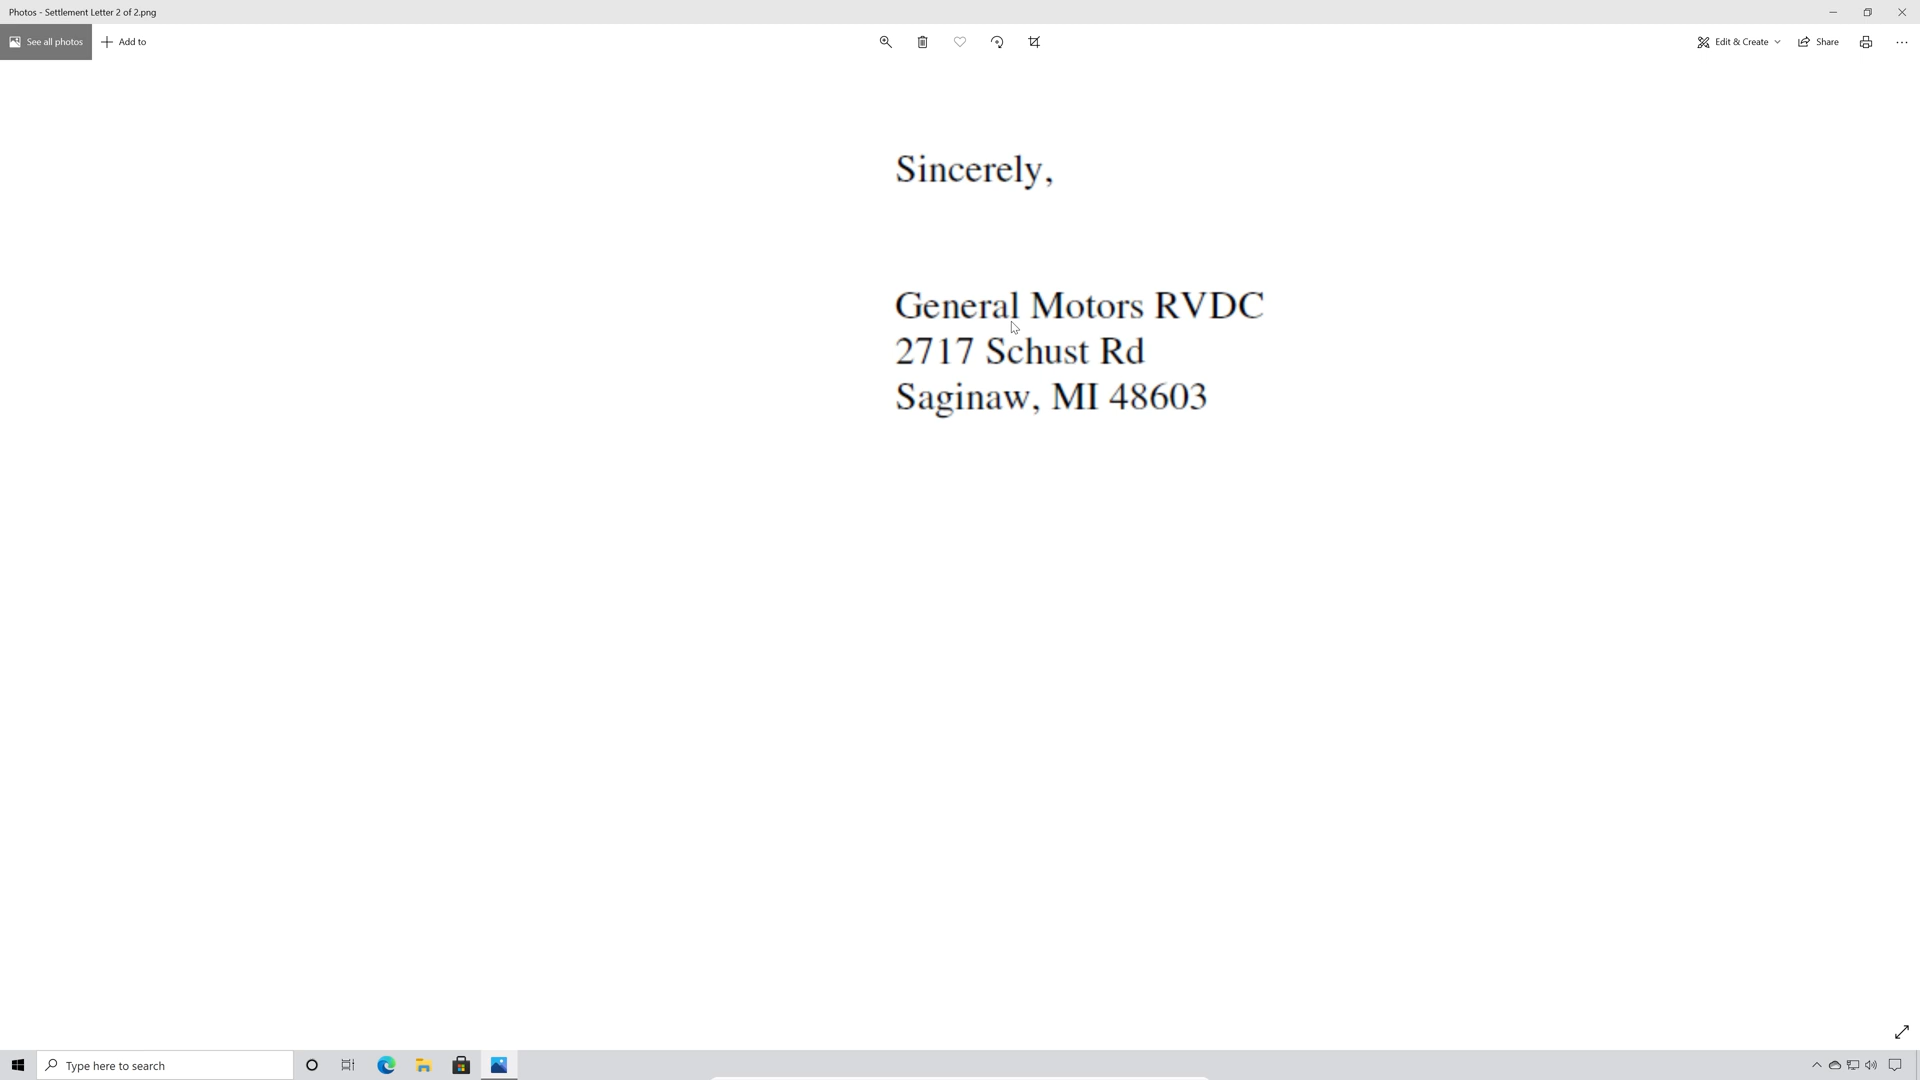 Photos - Settlement Letter 2 of 2.png
See all photos
Add to
Edit & Create
Share
Sincerely,
General Motors RVDC
2717 Schust Rd
Saginaw, MI 48603
Type here to search